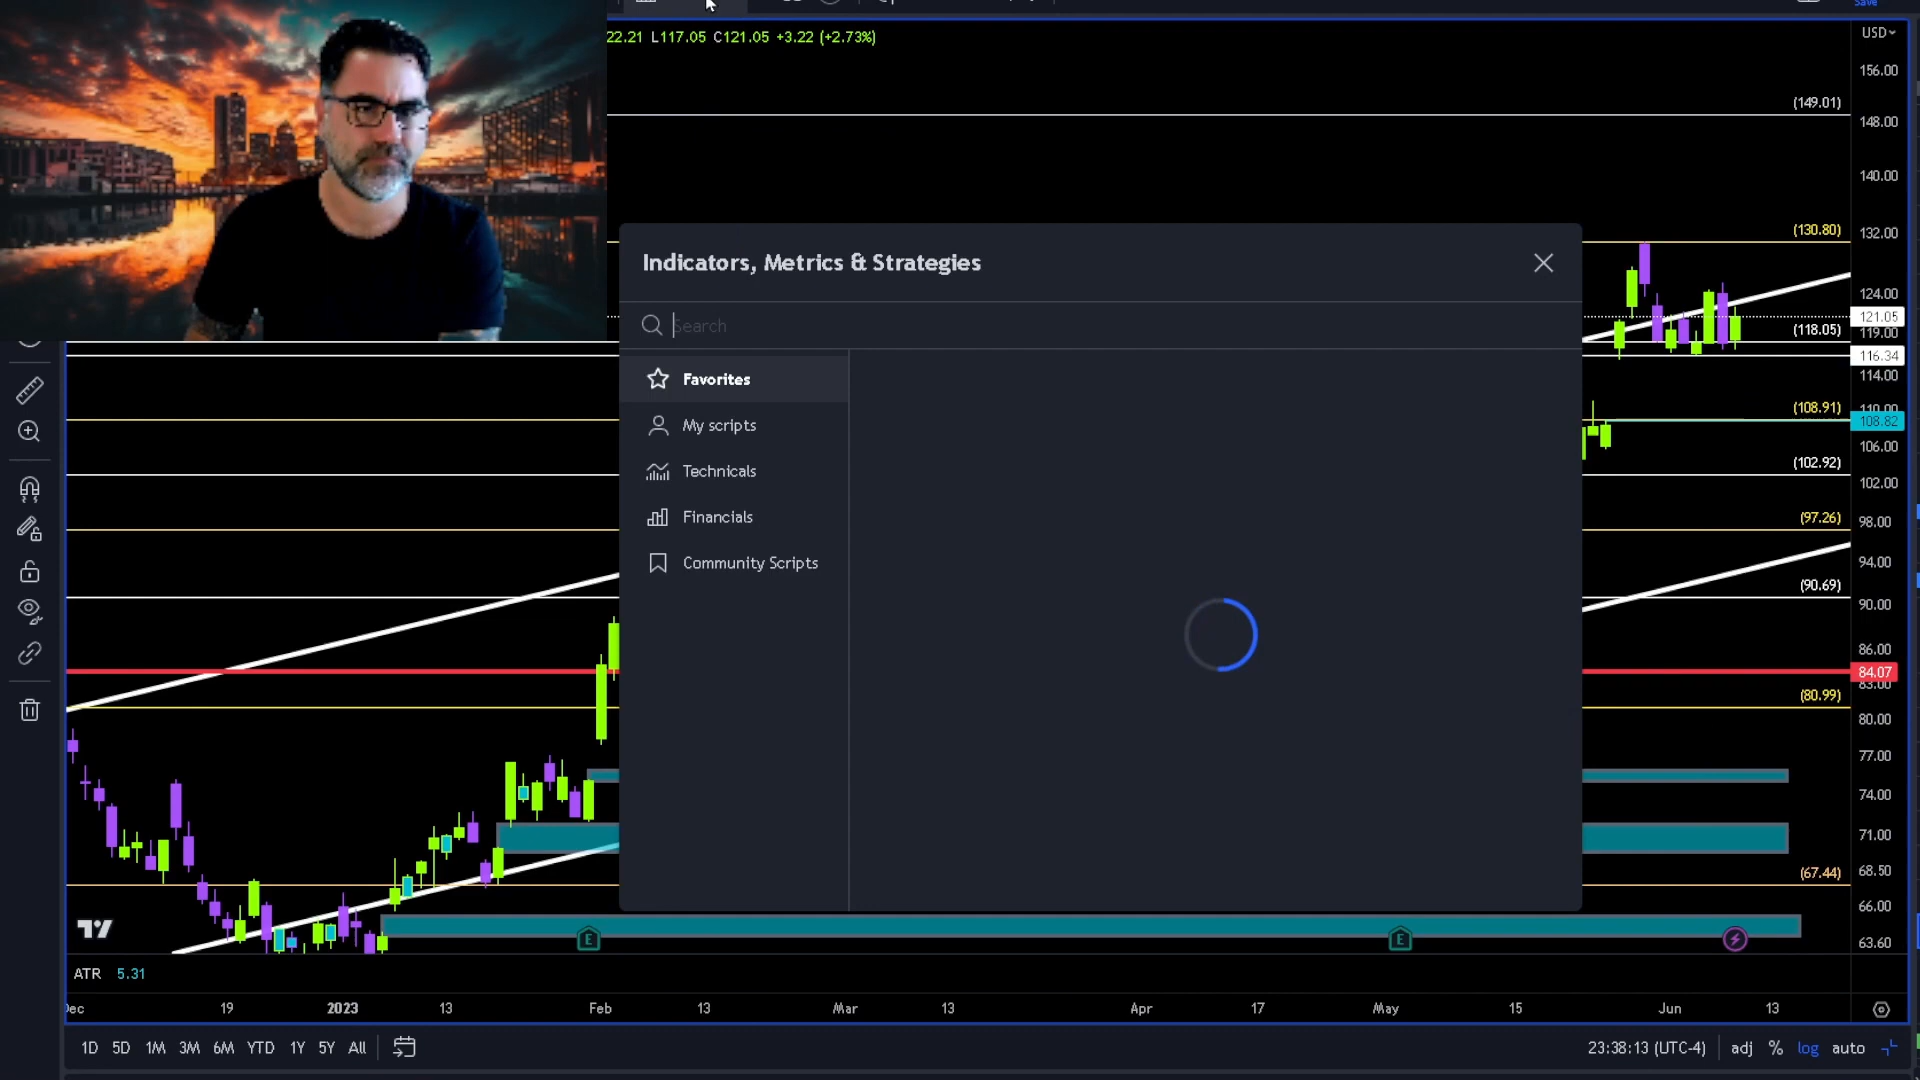 Save
22.21 L117.05 C121.05 +3.22 (+2.73%)
USD
156.00
(149.01)
148.00
140.00
(130.80)
132.00
Indicators, Metrics & Strategies
124.00
Search
121.05
(118.05)
119.00
116.34
Favorites
114.00
(108.91)
110.00
108.82
My scripts
106.00
(102.92)
Technicals
102.00
Financials
(97.26)
98.00
Community Scripts
94.00
(90.69)
90.00
86.00
84.07
83.00
(80.99)
80.00
77.00
74.00
71.00
(67.44)
68.50
66.00
E
E
63.60
ATR 5.31
Dec 19 2023 13 Feb 13 Mar 13 Apr 17 May 15 Jun 13
1D 5D 1M 3M 6M YTD 1Y 5Y All
23:38:13 (UTC-4) adj % log auto